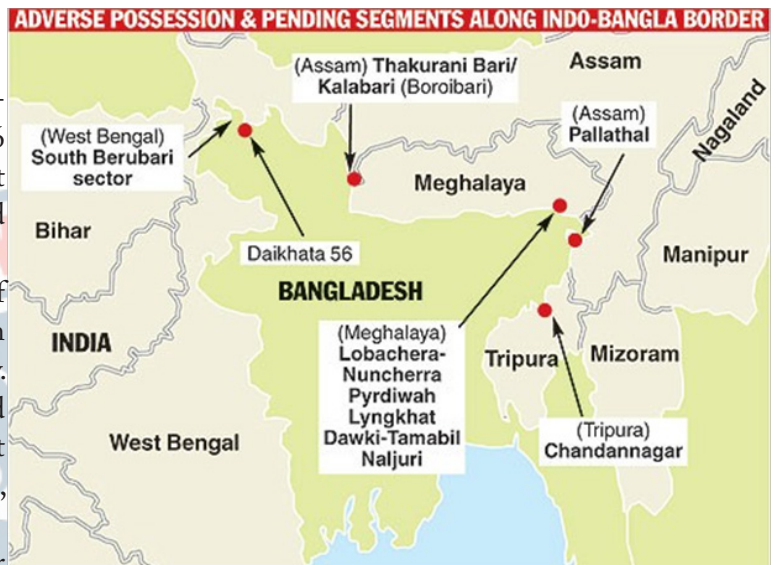 ADVERSE POSSESSION & PENDING SEGMENTS ALONG INDO-BANGLA BORDER
(Assam) Thakurani Bari/
Kalabari (Boroibari)
Assam
(Assam)
Pallathal
Nagaland
(West Bengal)
South Berubari
sector
Meghalaya
Bihar
Daikhata 56
Manipur
BANGLADESH
INDIA
(Meghalaya)
Lobachera-
Nuncherra
Pyrdiwah
Lyngkhat
Dawki-Tamabil
Naljuri
Tripura
Mizoram
(Tripura)
Chandannagar
West Bengal